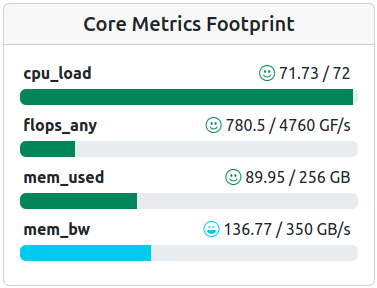 Core Metrics Footprint
cpu_load 71.73 / 72
flops_any 780.5 / 4760 GF/s
mem_used 89.95 / 256 GB
mem_bw 136.77 / 350 GB/s